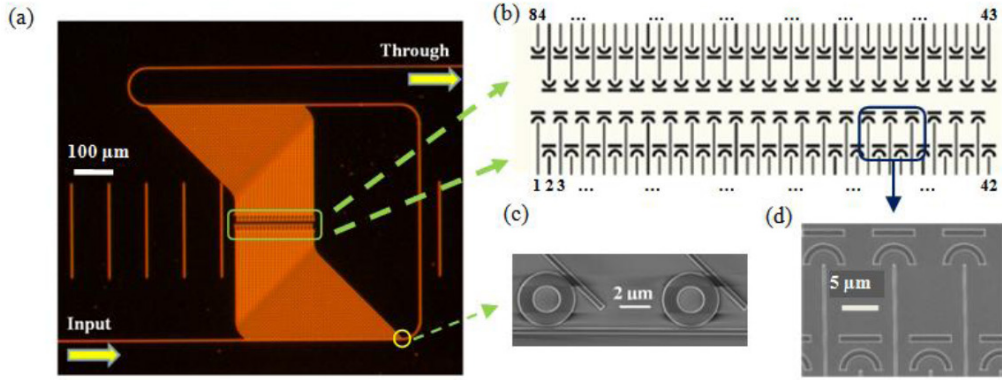 (a)
Through
100 µm
Input
(b)
84 ... ... ... ... ... 43
1 2 3 ... ... ... ... 42
(c)
2 µm
(d)
5 µm